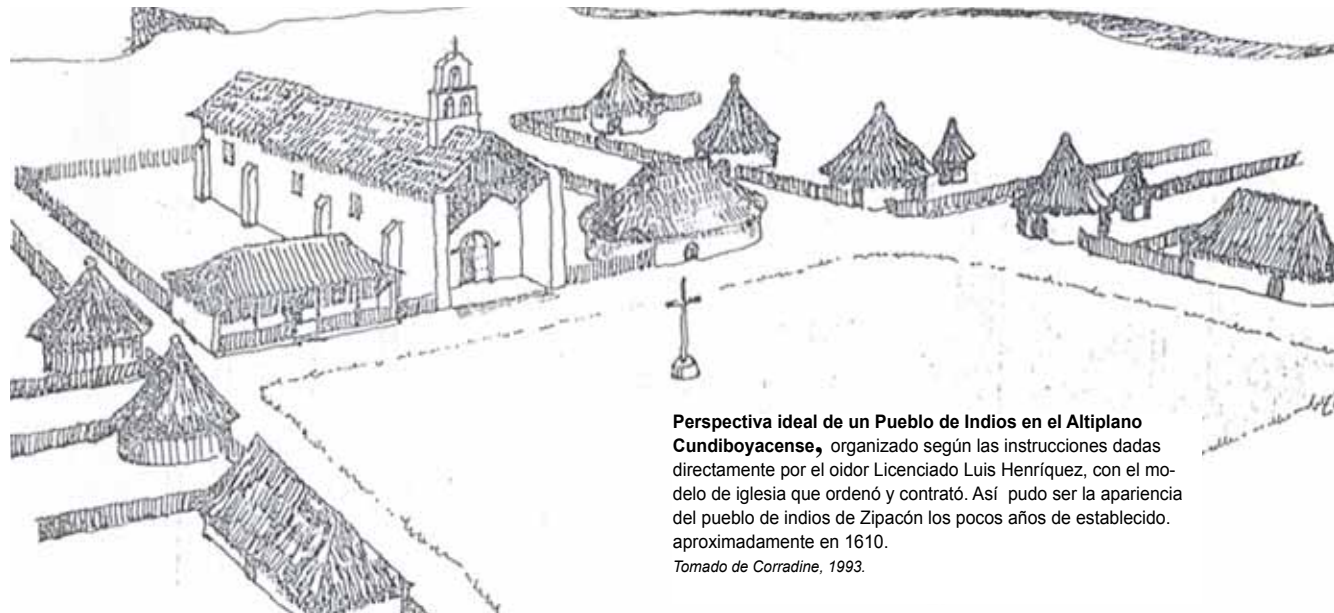 Perspectiva ideal de un Pueblo de Indios en el Altiplano
Cundiboyacense, organizado según las instrucciones dadas
directamente por el oidor Licenciado Luis Henríquez, con el mo-
delo de iglesia que ordenó y contrató. Así pudo ser la apariencia
del pueblo de indios de Zipacón los pocos años de establecido.
aproximadamente en 1610.
Tomado de Corradine, 1993.